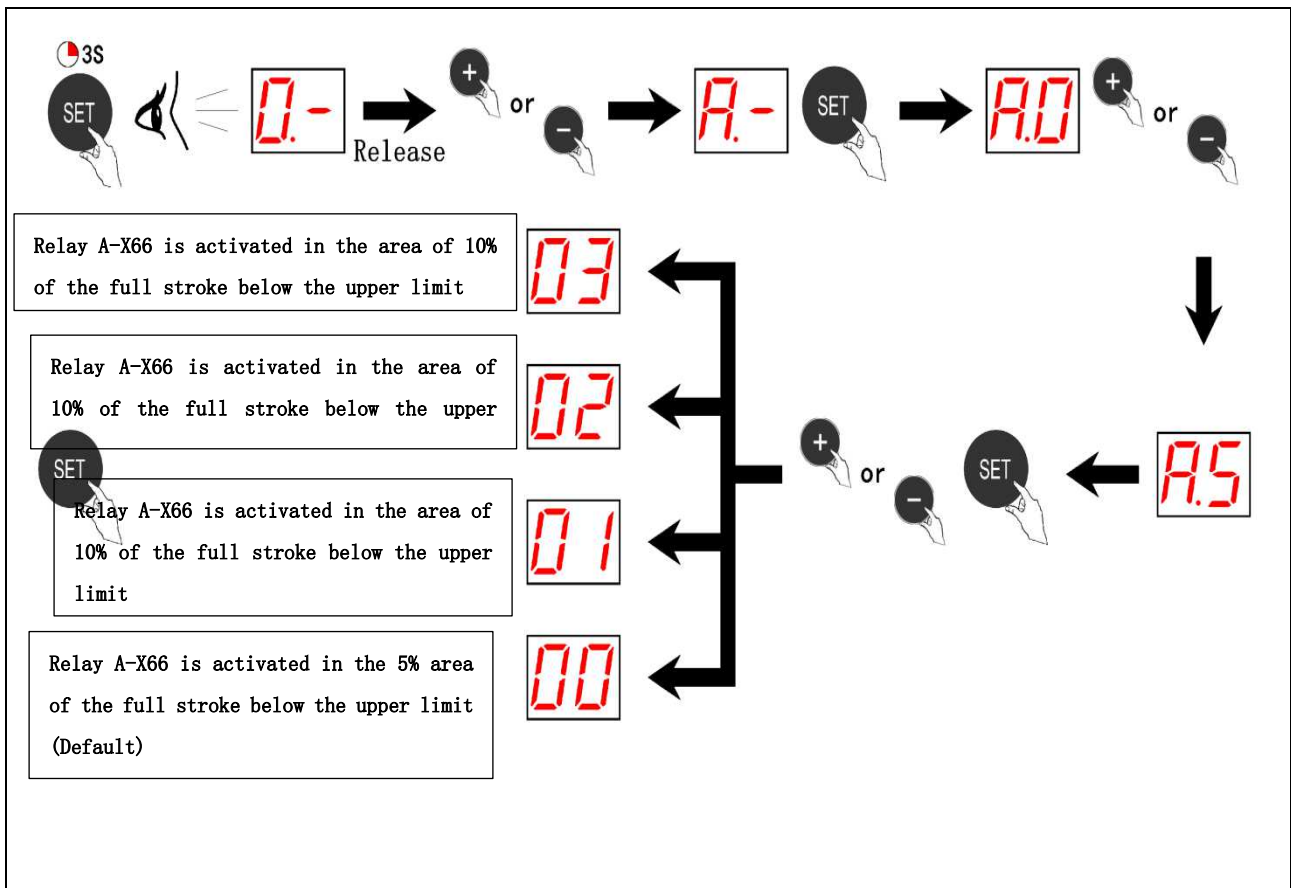 3S
SET
0.-
Release
+
or
-
A.-
SET
A.0
+
or
-
Relay A-X66 is activated in the area of 10%
of the full stroke below the upper limit
03
Relay A-X66 is activated in the area of
10% of the full stroke below the upper
02
SET
Relay A-X66 is activated in the area of
10% of the full stroke below the upper
limit
01
Relay A-X66 is activated in the 5% area
of the full stroke below the upper limit
(Default)
00
+
or
-
SET
A.5